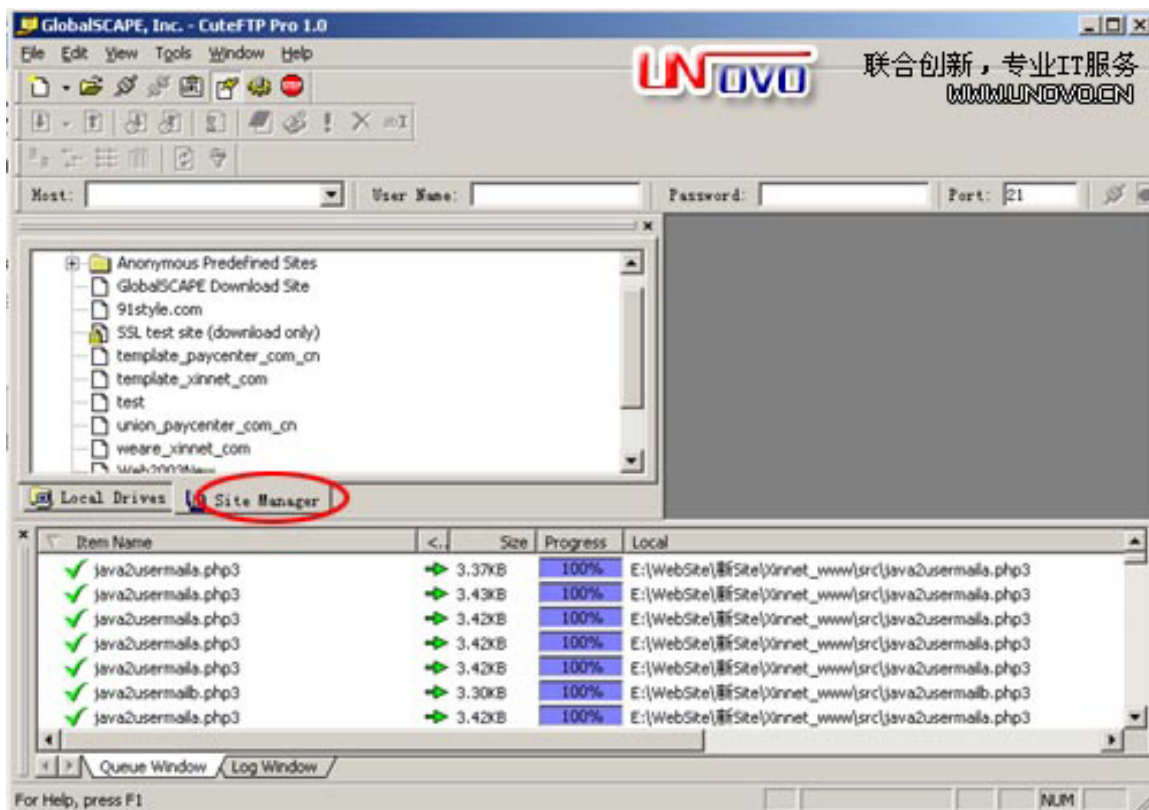 GlobalSCAPE, Inc. - CuteFTP Pro 1.0
File Edit View Tools Window Help
UNOVO
联合创新，专业IT服务
WWW.UNOVO.CN
Host: User Name: Password: Port: 21
Anonymous Predefined Sites
GlobalSCAPE Download Site
91style.com
SSL test site (download only)
template_paycenter_com_cn
template_xinnet_com
test
union_paycenter_com_cn
weare_xinnet_com
Web2003New
Local Drives Site Manager
Item Name <.. Size Progress Local
java2usermaila.php3 3.37KB 100% E:\WebSite\新Site\Xinnet_www\src\java2usermaila.php3
java2usermaila.php3 3.43KB 100% E:\WebSite\新Site\Xinnet_www\src\java2usermaila.php3
java2usermaila.php3 3.42KB 100% E:\WebSite\新Site\Xinnet_www\src\java2usermaila.php3
java2usermaila.php3 3.42KB 100% E:\WebSite\新Site\Xinnet_www\src\java2usermaila.php3
java2usermaila.php3 3.42KB 100% E:\WebSite\新Site\Xinnet_www\src\java2usermaila.php3
java2usermailb.php3 3.30KB 100% E:\WebSite\新Site\Xinnet_www\src\java2usermailb.php3
java2usermaila.php3 3.42KB 100% E:\WebSite\新Site\Xinnet_www\src\java2usermaila.php3
Queue Window Log Window
For Help, press F1 NUM